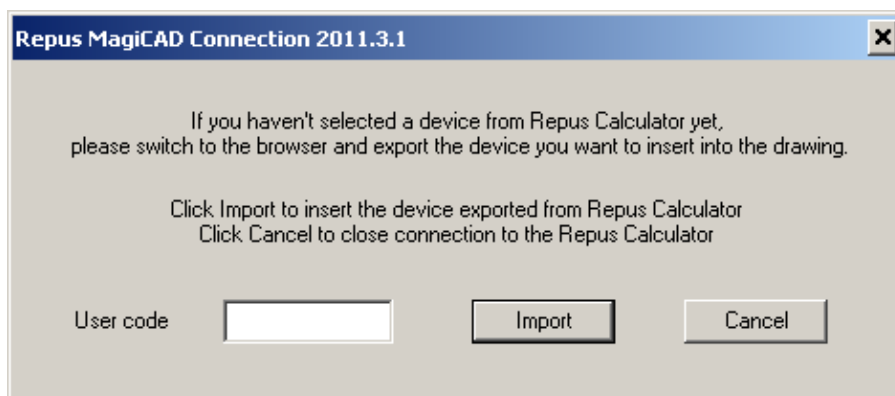 Repus MagiCAD Connection 2011.3.1
If you haven't selected a device from Repus Calculator yet,
please switch to the browser and export the device you want to insert into the drawing.
Click Import to insert the device exported from Repus Calculator
Click Cancel to close connection to the Repus Calculator
User code Import Cancel